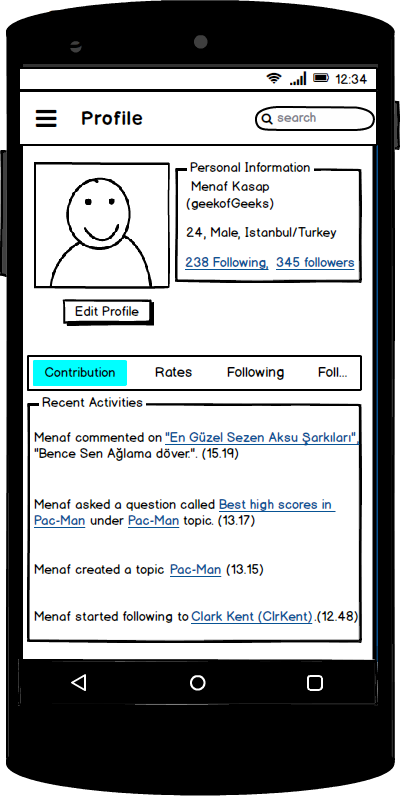 12:34
Profile
search
Personal Information
Menaf Kasap
(geekofGeeks)
24, Male, Istanbul/Turkey
238 Following, 345 followers
Edit Profile
Contribution Rates Following Foll...
Recent Activities
Menaf commented on "En Güzel Sezen Aksu Şarkıları",
"Bence Sen Ağlama döver.". (15.19)
Menaf asked a question called Best high scores in
Pac-Man under Pac-Man topic. (13.17)
Menaf created a topic Pac-Man (13.15)
Menaf started following to Clark Kent (ClrKent) .(12.48)